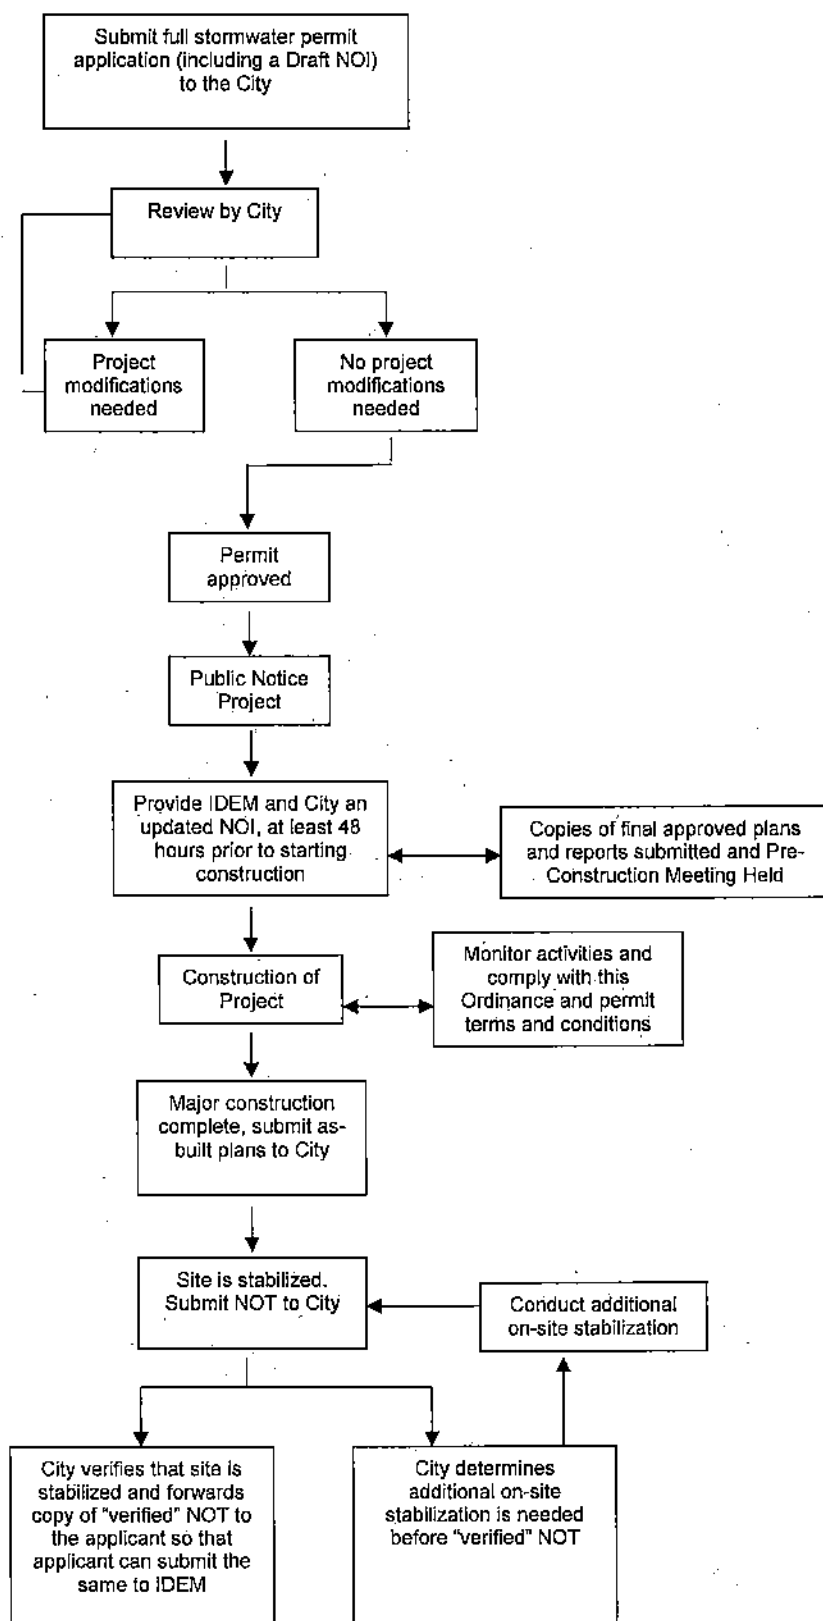 Submit full stormwater permit
application (including a Draft NOI)
to the City
Review by City
Project
modifications
needed
No project
modifications
needed
Permit
approved
Public Notice
Project
Provide IDEM and City an
updated NOI, at least 48
hours prior to starting
construction
Copies of final approved plans
and reports submitted and Pre-
Construction Meeting Held
Construction of
Project
Monitor activities and
comply with this
Ordinance and permit
terms and conditions
Major construction
complete, submit as-
built plans to City
Site is stabilized.
Submit NOT to City
Conduct additional
on-site stabilization
City verifies that site is
stabilized and forwards
copy of "verified" NOT to
the applicant so that
applicant can submit the
same to IDEM
City determines
additional on-site
stabilization is needed
before "verified" NOT